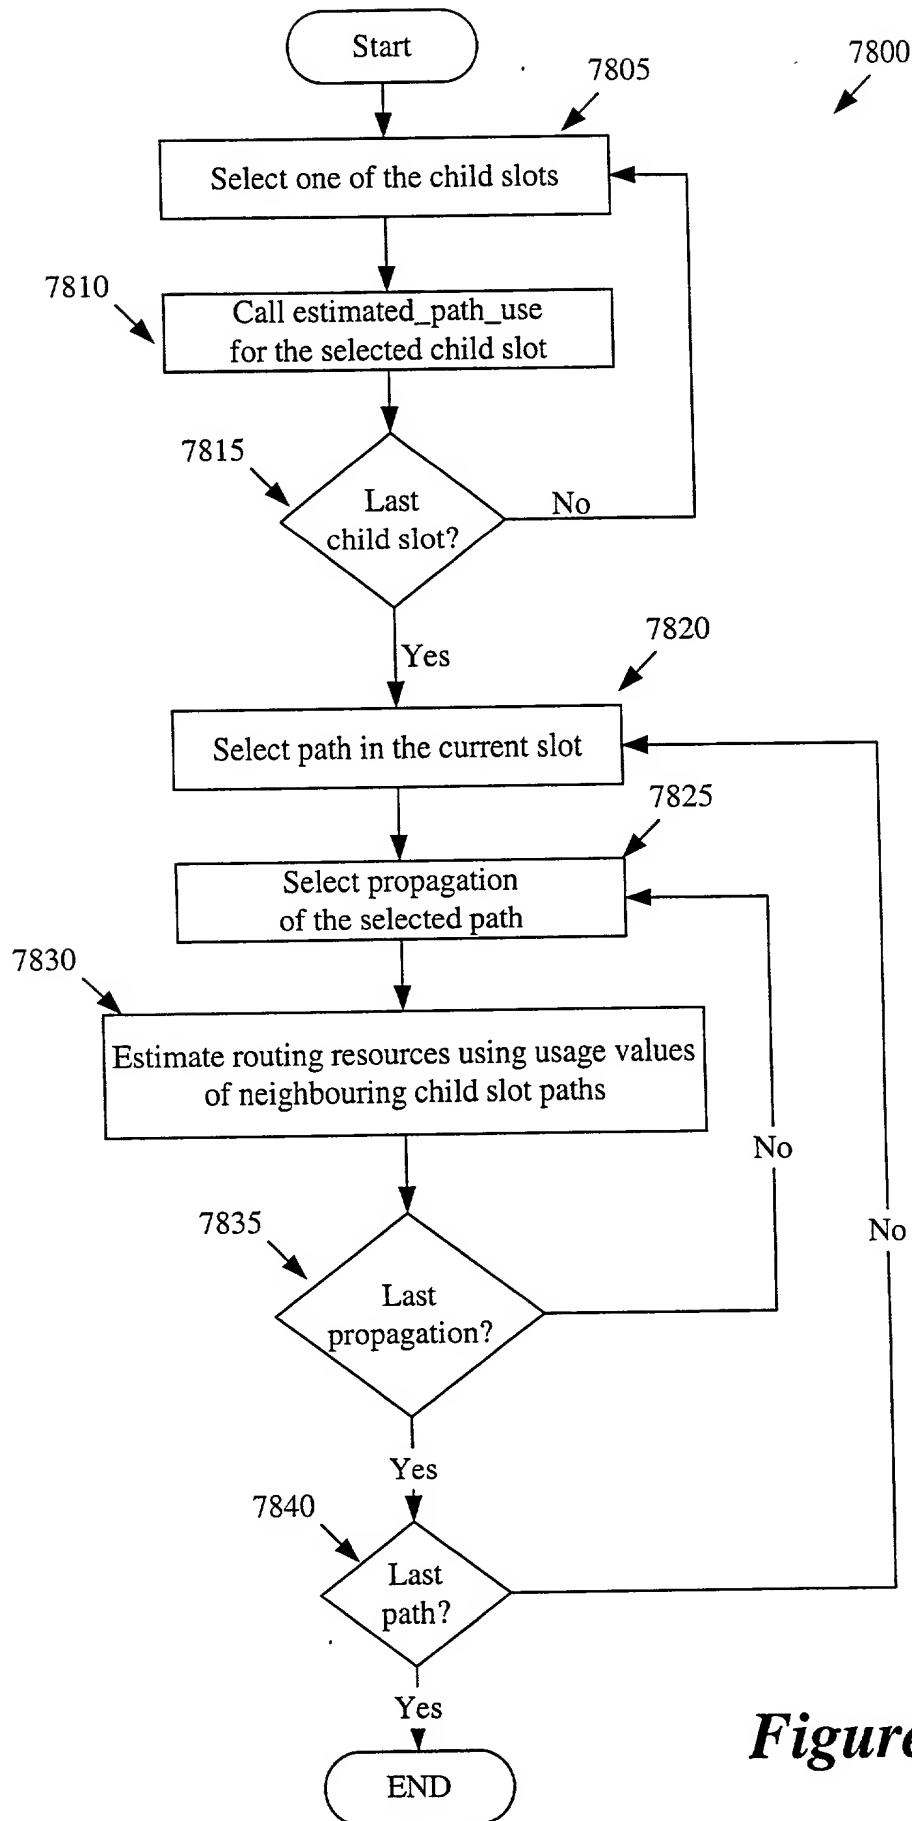 Start
7800
7805
Select one of the child slots
7810
Call estimated_path_use
for the selected child slot
7815
Last
child slot?
No
Yes
7820
Select path in the current slot
7825
Select propagation
of the selected path
7830
Estimate routing resources using usage values
of neighbouring child slot paths
No
7835
No
Last
propagation?
Yes
7840
Last
path?
Yes
Figure
END